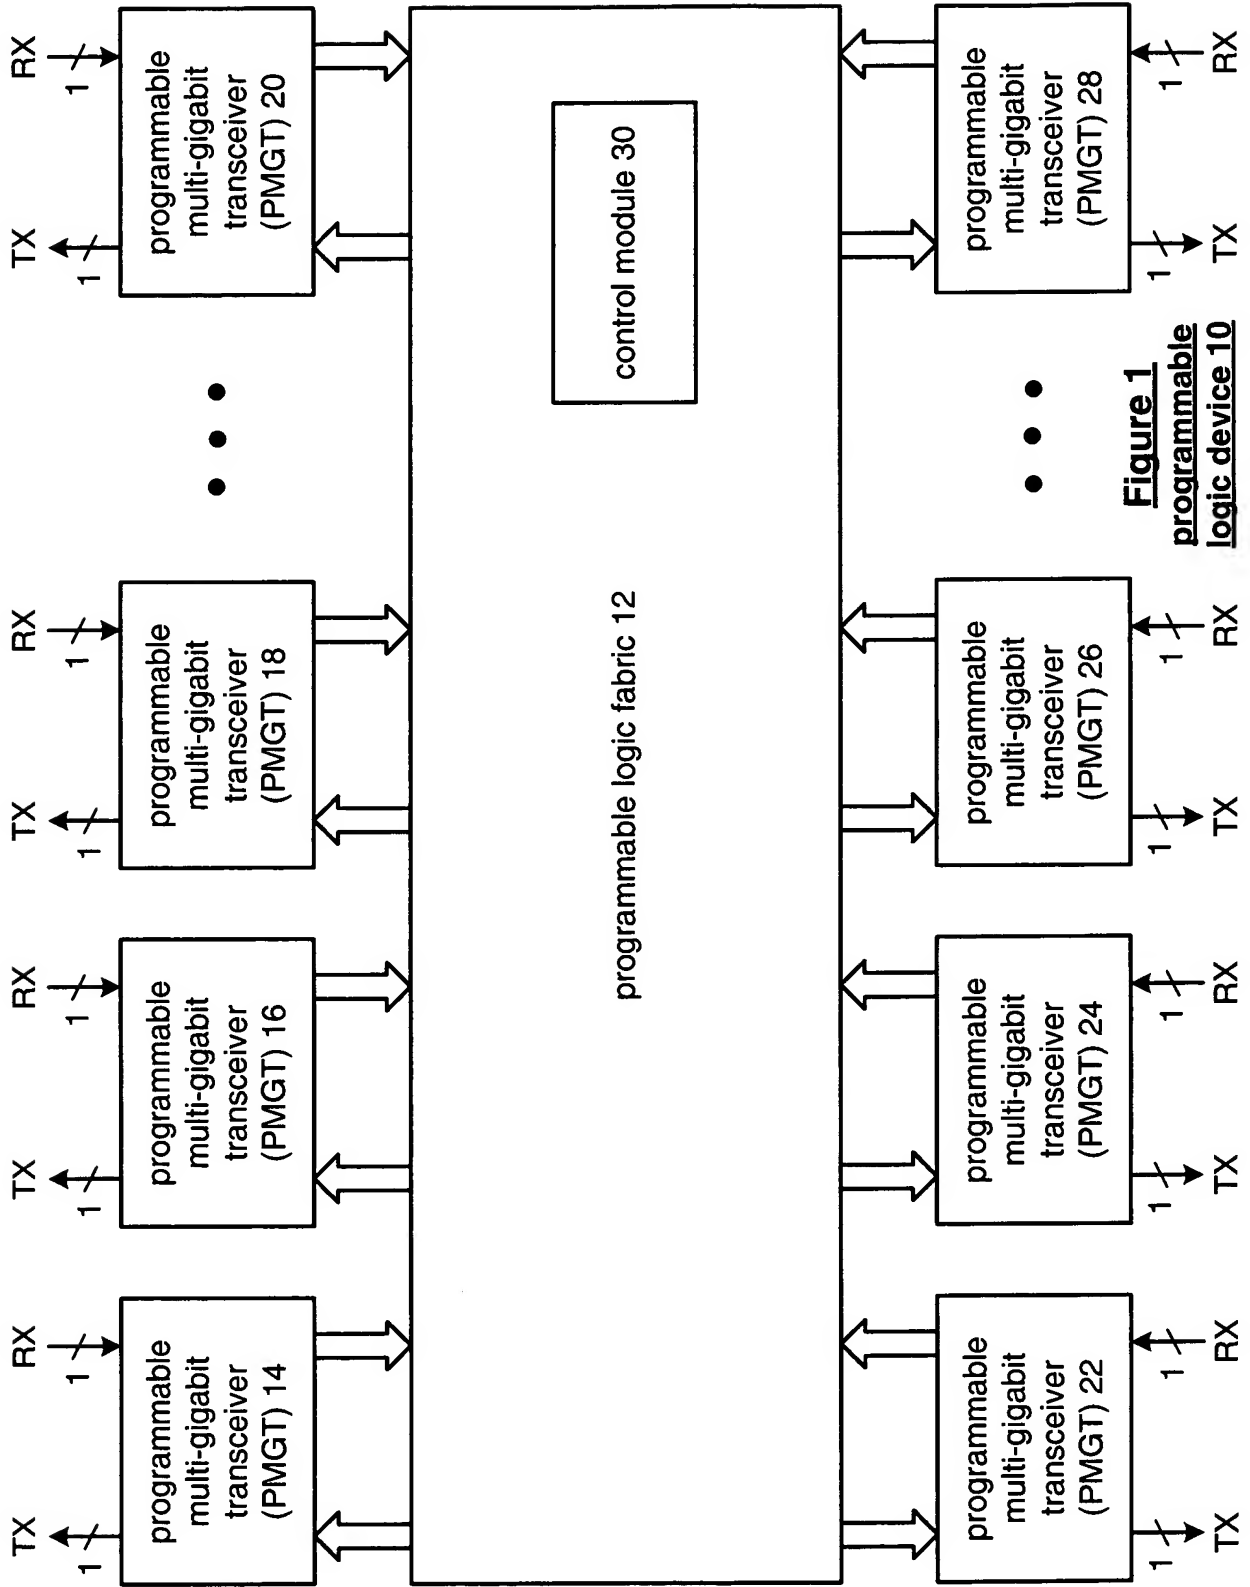 TX
RX
TX
RX
TX
RX
TX
RX
1
1
1
1
1
1
1
1
programmable
multi-gigabit
transceiver
(PMGT) 14
programmable
multi-gigabit
transceiver
(PMGT) 16
programmable
multi-gigabit
transceiver
(PMGT) 18
programmable
multi-gigabit
transceiver
(PMGT) 20
programmable logic fabric 12
control module 30
programmable
multi-gigabit
transceiver
(PMGT) 22
programmable
multi-gigabit
transceiver
(PMGT) 24
programmable
multi-gigabit
transceiver
(PMGT) 26
programmable
multi-gigabit
transceiver
(PMGT) 28
1
1
1
1
1
1
1
1
TX
RX
TX
RX
TX
RX
TX
RX
Figure 1
programmable
logic device 10